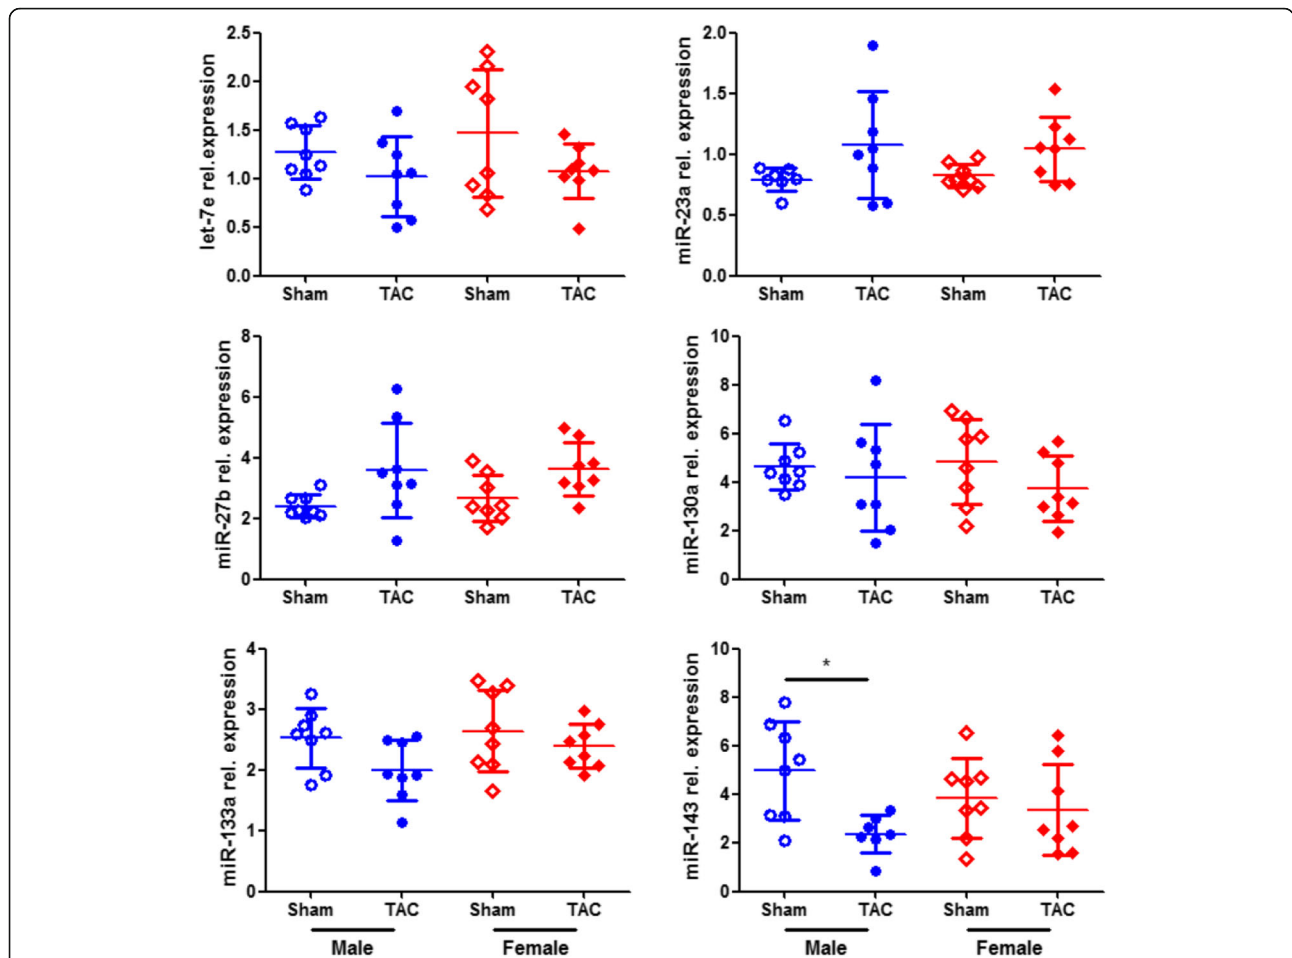 let-7e rel.expression
2.5
2.0
1.5
1.0
0.5
0.0
Sham TAC Sham TAC
miR-23a rel. expression
2.0
1.5
1.0
0.5
0.0
Sham TAC Sham TAC
miR-27b rel. expression
8
6
4
2
0
Sham TAC Sham TAC
miR-130a rel. expression
10
8
6
4
2
0
Sham TAC Sham TAC
miR-133a rel. expression
4
3
2
1
0
Sham TAC Sham TAC
Male Female
miR-143 rel. expression
10
8
6
4
2
0
*
Sham TAC Sham TAC
Male Female